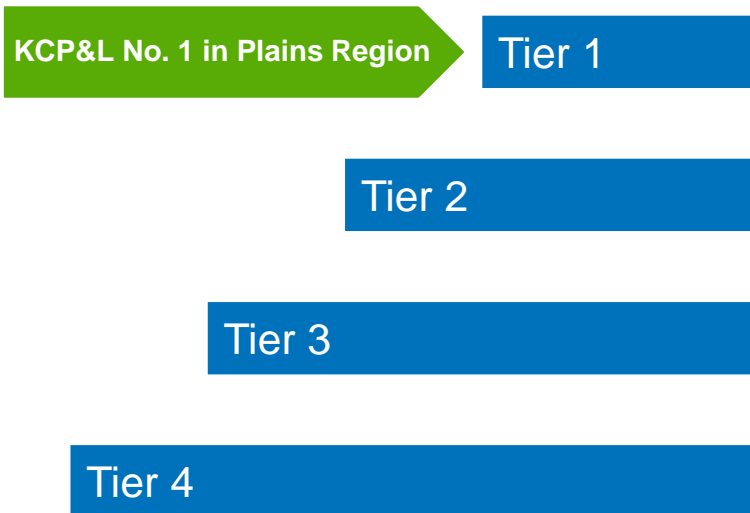 KCP&L No. 1 in Plains Region
Tier 1
Tier 2
Tier 3
Tier 4